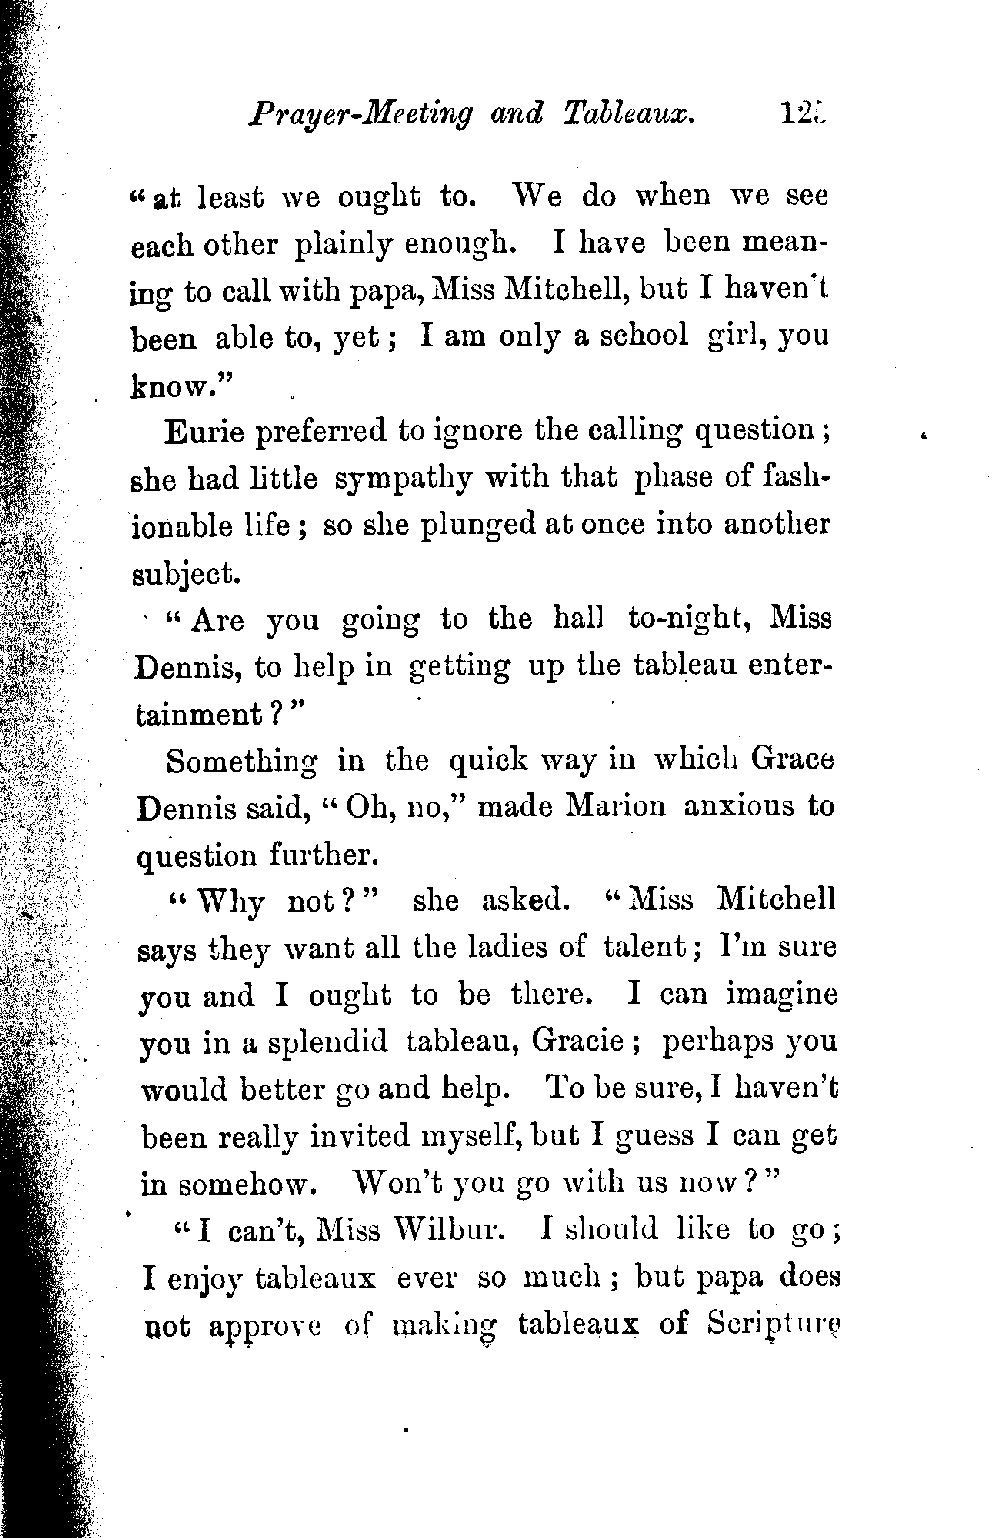 Prayer-Meeting and Tableaux.
"at least we ought to. We do when we see
each other plainly enough. I have been mean-
ing to call with papa, Miss Mitchell, but I haven't
been able to, yet; I am only a school girl, you
know."
Eurie preferred to ignore the calling question;
she had little sympathy with that phase of fash-
ionable life; so she plunged at once into another
subject.
"Are you going to the hall to-night, Miss
Dennis, to help in getting up the tableau enter-
tainment?"
Something in the quick way in which Grace
Dennis said, "Oh, no," made Marion anxious to
question further.
"Why not?" she asked. "Miss Mitchell
says they want all the ladies of talent; I'm sure
you and I ought to be there. I can imagine
you in a splendid tableau, Gracie; perhaps you
would better go and help. To be sure, I haven't
been really invited myself, but I guess I can get
in somehow. Won't you go with us now?"
"I can't, Miss Wilbur. I should like to go;
I enjoy tableaux ever so much; but papa does
not approve of making tableaux of Scripture